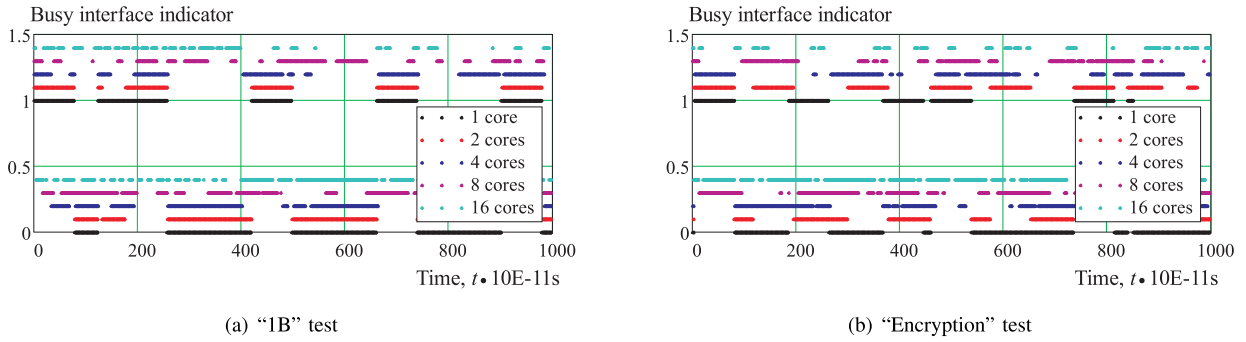 Busy interface indicator
1.5
1
0.5
0
0
200
400
600
800
1000
1 core
2 cores
4 cores
8 cores
16 cores
Time, t• 10E-11s
(a) “1B” test
Busy interface indicator
1.5
1
0.5
0
0
200
400
600
800
1000
1 core
2 cores
4 cores
8 cores
16 cores
Time, t• 10E-11s
(b) “Encryption” test